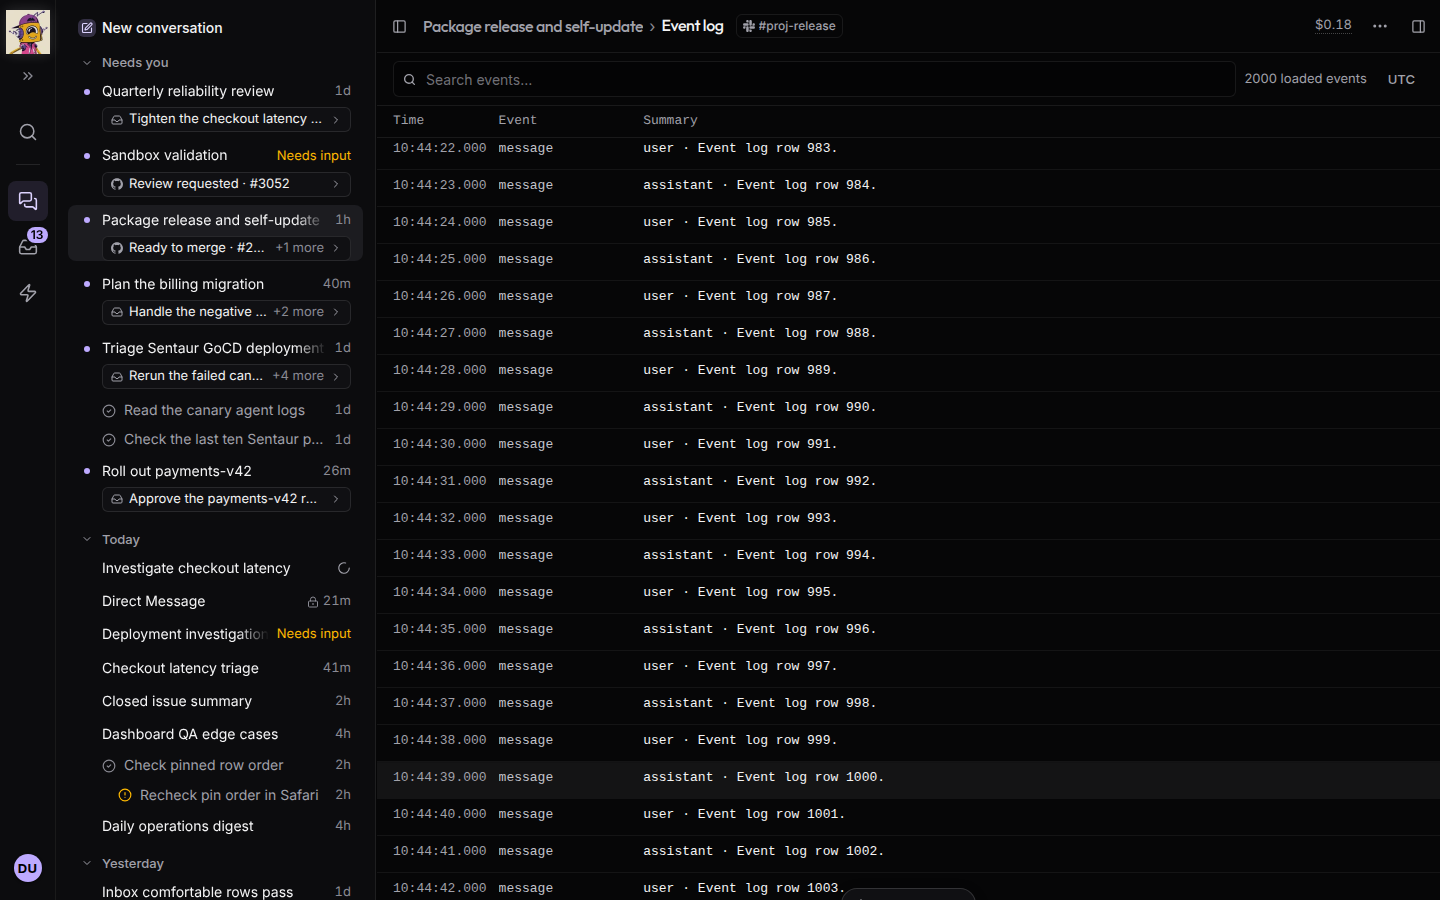 New conversation
Needs you
Quarterly reliability review 1d
Tighten the checkout latency ...
Sandbox validation Needs input
Review requested · #3052
Package release and self-update 1h
Ready to merge · #2... +1 more
13
Plan the billing migration 40m
Handle the negative ... +2 more
Triage Sentaur GoCD deployment 1d
Rerun the failed can... +4 more
Read the canary agent logs 1d
Check the last ten Sentaur p... 1d
Roll out payments-v42 26m
Approve the payments-v42 r...
Today
Investigate checkout latency
Direct Message 21m
Deployment investigation Needs input
Checkout latency triage 41m
Closed issue summary 2h
Dashboard QA edge cases 4h
Check pinned row order 2h
Recheck pin order in Safari 2h
Daily operations digest 4h
Yesterday
Inbox comfortable rows pass 1d
DU
Package release and self-update › Event log #proj-release $0.18
Search events... 2000 loaded events UTC
Time Event Summary
10:44:22.000 message user · Event log row 983.
10:44:23.000 message assistant · Event log row 984.
10:44:24.000 message user · Event log row 985.
10:44:25.000 message assistant · Event log row 986.
10:44:26.000 message user · Event log row 987.
10:44:27.000 message assistant · Event log row 988.
10:44:28.000 message user · Event log row 989.
10:44:29.000 message assistant · Event log row 990.
10:44:30.000 message user · Event log row 991.
10:44:31.000 message assistant · Event log row 992.
10:44:32.000 message user · Event log row 993.
10:44:33.000 message assistant · Event log row 994.
10:44:34.000 message user · Event log row 995.
10:44:35.000 message assistant · Event log row 996.
10:44:36.000 message user · Event log row 997.
10:44:37.000 message assistant · Event log row 998.
10:44:38.000 message user · Event log row 999.
10:44:39.000 message assistant · Event log row 1000.
10:44:40.000 message user · Event log row 1001.
10:44:41.000 message assistant · Event log row 1002.
10:44:42.000 message user · Event log row 1003.